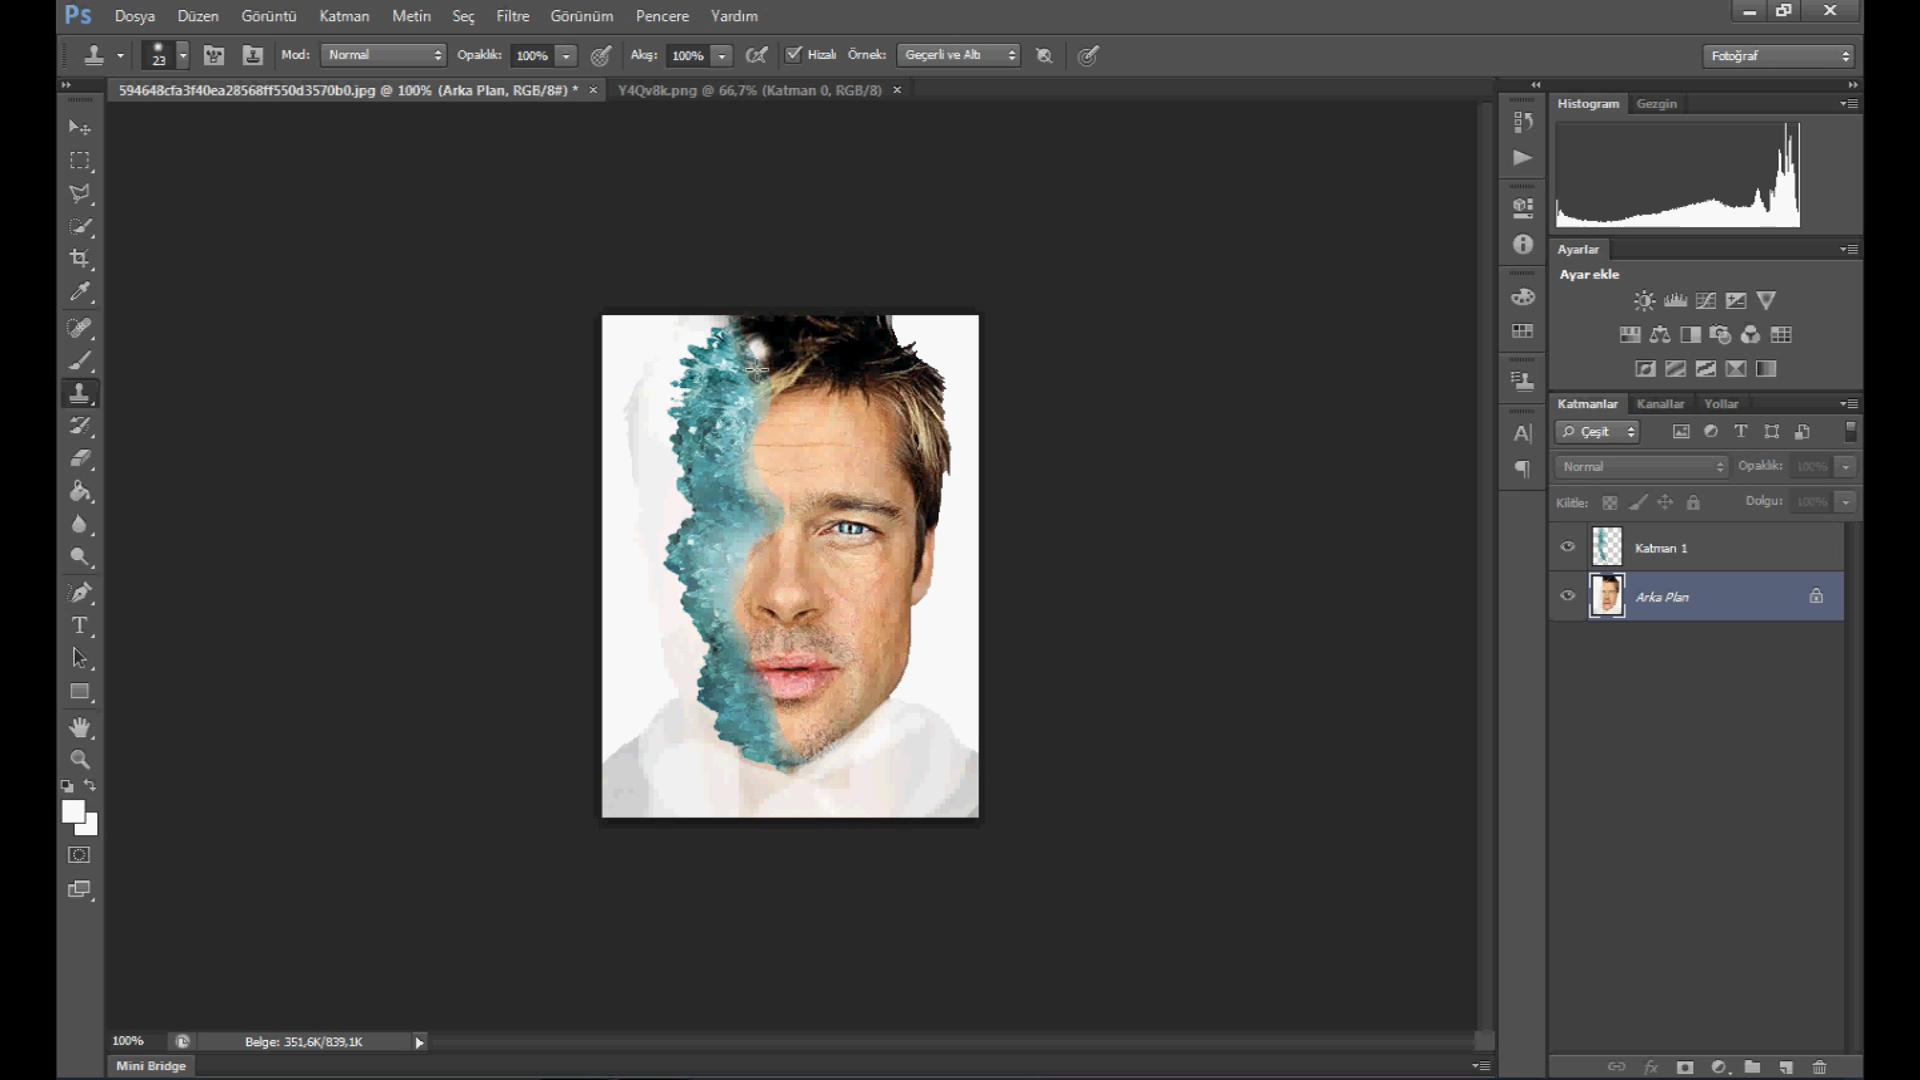 Ps Dosya Düzen Görüntü Katman Metin Seç Filtre Görünüm Pencere Yardım
23 Mod: Normal Opaklık: 100% Akış: 100% Hizalı Örnek: Geçerli ve Altı Fotoğraf
594648cfa3f40ea28568ff550d3570b0.jpg @ 100% (Arka Plan, RGB/8#) * × Y4Qv8k.png @ 66,7% (Katman 0, RGB/8) ×
Histogram Gezgin
Ayarlar
Ayar ekle
Katmanlar Kanallar Yollar
Çeşit
Normal Opaklık: 100%
Kilitle: Dolgu: 100%
Katman 1
Arka Plan
100% Belge: 351,6K/839,1K
Mini Bridge